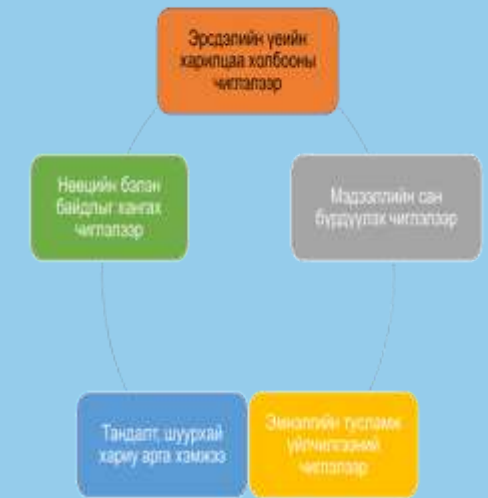 Эрсдэлийн үеийн
харилцаа холбооны
чиглэлээр
Мэдээллийн сан
бүрдүүлэх чиглэлээр
Эмнэлгийн тусламж
үйлчилгээний
чиглэлээр
Тандалт, шуурхай
хариу арга хэмжээ
Нөөцийн бэлэн
байдлыг хангах
чиглэлээр